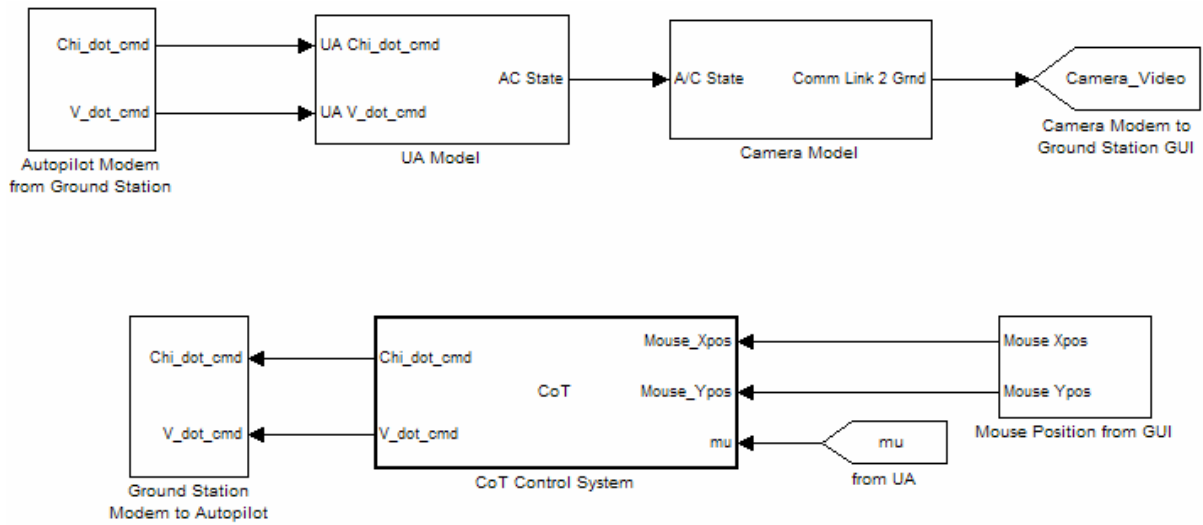 Chi_dot_cmd
V_dot_cmd
Autopilot Modem
from Ground Station
UA Chi_dot_cmd
AC State
UA V_dot_cmd
UA Model
A/C State
Comm Link 2 Grnd
Camera Model
Camera_Video
Camera Modem to
Ground Station GUI
Chi_dot_cmd
V_dot_cmd
Ground Station
Modem to Autopilot
Chi_dot_cmd
V_dot_cmd
CoT
Mouse_Xpos
Mouse_Ypos
mu
CoT Control System
Mouse Xpos
Mouse Ypos
Mouse Position from GUI
mu
from UA